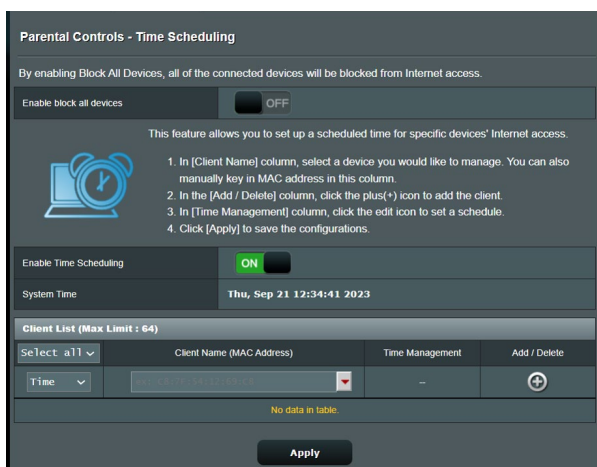 Parental Controls - Time Scheduling
By enabling Block All Devices, all of the connected devices will be blocked from Internet access.
Enable block all devices
OFF
This feature allows you to set up a scheduled time for specific devices' Internet access.
1. In [Client Name] column, select a device you would like to manage. You can also
manually key in MAC address in this
column.
2. In the [Add / Delete] column, click the plus(+) icon to add the
client.
3. In [Time Management] column, click the edit icon to set a schedule.
4. Click [Apply] to save the configurations.
Enable Time Scheduling
ON
System Time
Thu, Sep 21 12:34:41 2023
Client List (Max Limit : 64)
Select all
Client Name (MAC Address)
Time Management
Add / Delete
Time
–
No data in table.
Apply